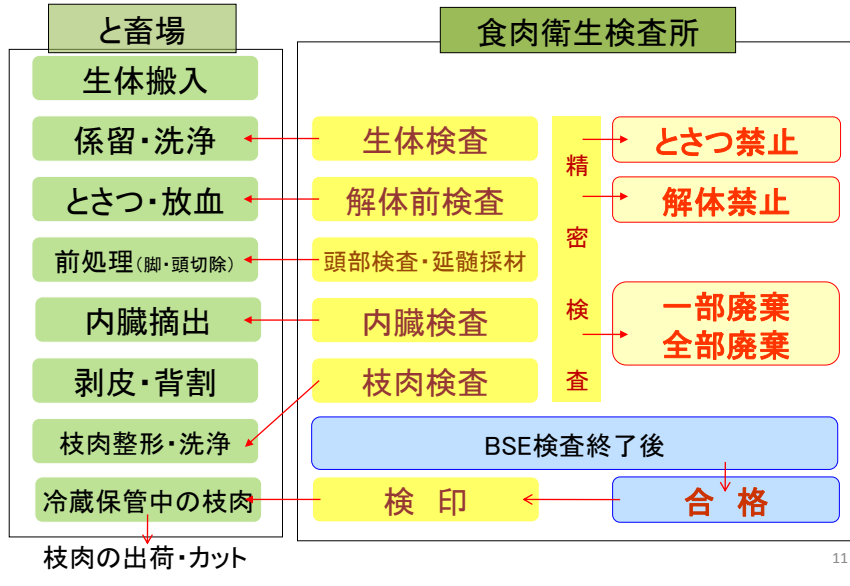 と畜場
食肉衛生検査所
生体搬入
係留・洗浄
生体検査
とさつ禁止
とさつ・放血
解体前検査
解体禁止
前処理(脚・頭切除)
頭部検査・延髄採材
内臓摘出
内臓検査
一部廃棄
全部廃棄
剥皮・背割
枝肉検査
精密検査
枝肉整形・洗浄
BSE検査終了後
冷蔵保管中の枝肉
検 印
合 格
枝肉の出荷・カット
11